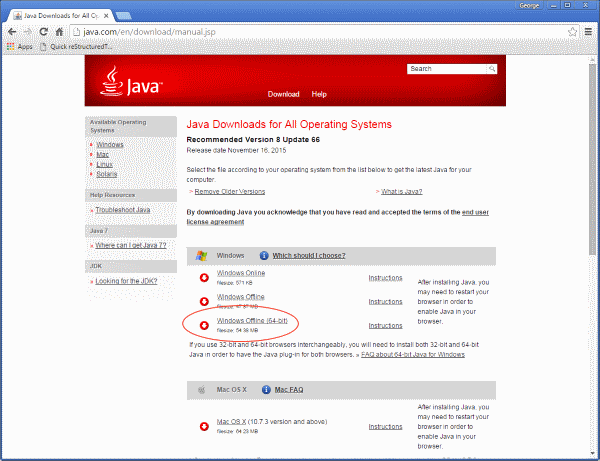 George
Java Downloads for All Op
java.com/en/download/manual.jsp
Apps
Quick reStructuredT...
Search
Java™
Download
Help
Available Operating
Systems
Windows
Mac
Linux
Solaris
Help Resources
» Troubleshoot Java
Java 7
» Where can I get Java 7?
JDK
» Looking for the JDK?
Java Downloads for All Operating Systems
Recommended Version 8 Update 66
Release date November 16, 2015
Select the file according to your operating system from the list below to get the latest Java for your
computer.
> Remove Older Versions
> What is Java?
By downloading Java you acknowledge that you have read and accepted the terms of the end user
license agreement
Windows
Which should I choose?
Windows Online
filesize: 571 KB
Instructions
Windows Offline
filesize: 47.87 MB
Instructions
Windows Offline (64-bit)
filesize: 54.38 MB
Instructions
After installing Java, you
may need to restart your
browser in order to
enable Java in your
browser.
If you use 32-bit and 64-bit browsers interchangeably, you will need to install both 32-bit and 64-bit
Java in order to have the Java plug-in for both browsers. » FAQ about 64-bit Java for Windows
Mac OS X
Mac FAQ
Mac OS X (10.7.3 version and above)
filesize: 64.23 MB
Instructions
After installing Java, you
may need to restart your
browser in order to
enable Java in your